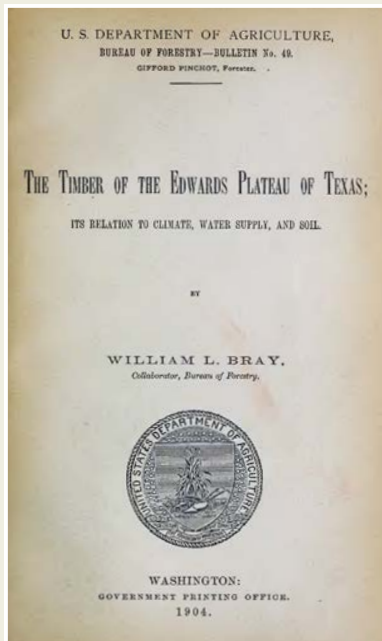 U. S. DEPARTMENT OF AGRICULTURE,
BUREAU OF FORESTRY—BULLETIN No. 49.
GIFFORD PINCHOT, Forester.
THE TIMBER OF THE EDWARDS PLATEAU OF TEXAS;
ITS RELATION TO CLIMATE, WATER SUPPLY, AND SOIL.
BY
WILLIAM L. BRAY,
Collaborator, Bureau of Forestry.
UNITED STATES DEPARTMENT OF AGRICULTURE
WASHINGTON:
GOVERNMENT PRINTING OFFICE.
1904.